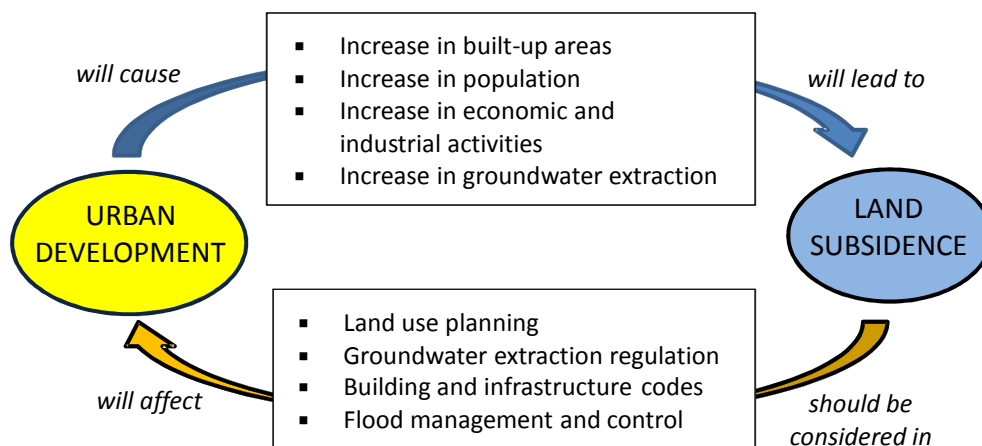 will cause
▪ Increase in built-up areas
▪ Increase in population
▪ Increase in economic and
industrial activities
▪ Increase in groundwater extraction
will lead to
URBAN
DEVELOPMENT
LAND
SUBSIDENCE
▪ Land use planning
▪ Groundwater extraction regulation
▪ Building and infrastructure codes
▪ Flood management and control
will affect
should be
considered in